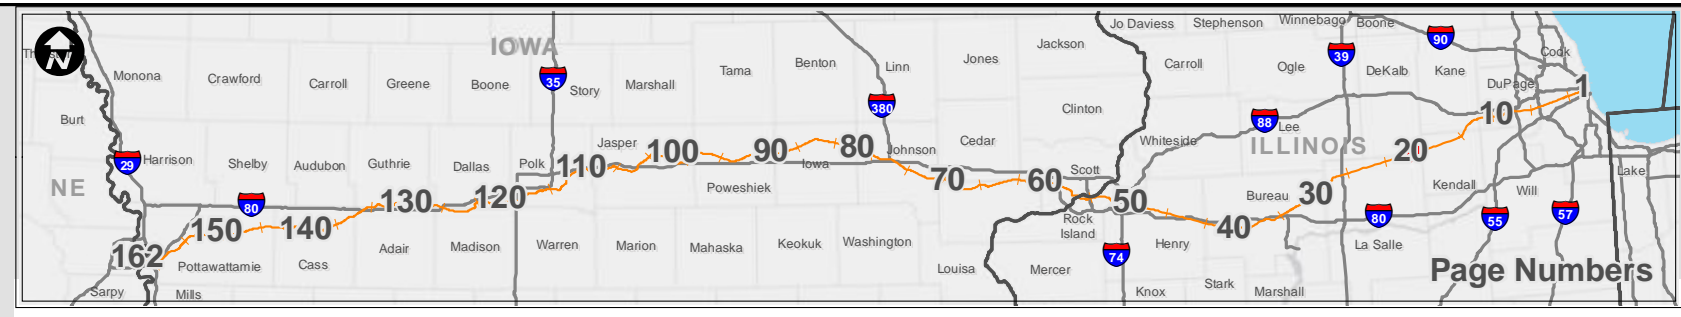 Jo Daviess Stephenson Winnebago Boone
IOWA
Jackson
90
Cook
N
39
Monona Crawford Carroll Greene Boone 35 Story Marshall Tama Benton Linn Jones Carroll Ogle DeKalb Kane
DuPage 1
Burt
380
Clinton
88 Lee
10
Whiteside
ILLINOIS
Harrison Shelby Audubon Guthrie Dallas Polk Jasper 100 90 80 Johnson Cedar
29
110
Iowa
20
Scott
Lake
NE
80
130 120
Poweshiek
70 60 50
Bureau 30
Kendall Will
162 150 140
Rock
Island
40
80
55 57
Pottawattamie Cass Adair Madison Warren Marion Mahaska Keokuk Washington
Henry
La Salle
74
Louisa Mercer
Page Numbers
Sarpy Mills
Knox Stark Marshall